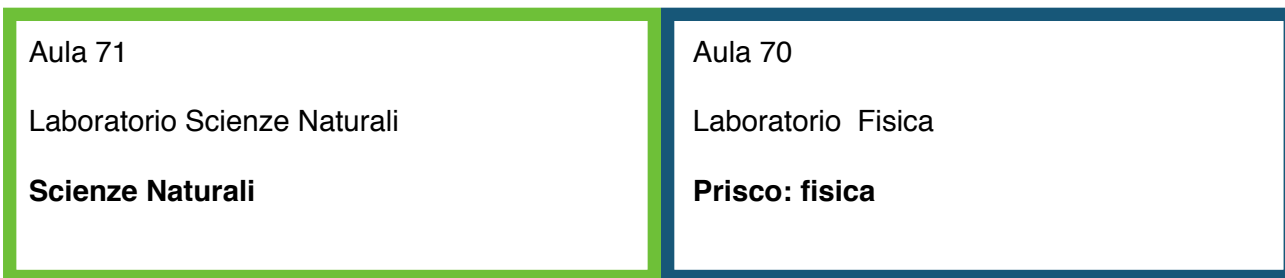 Aula 71
Laboratorio Scienze Naturali
Scienze Naturali
Aula 70
Laboratorio  Fisica
Prisco: fisica